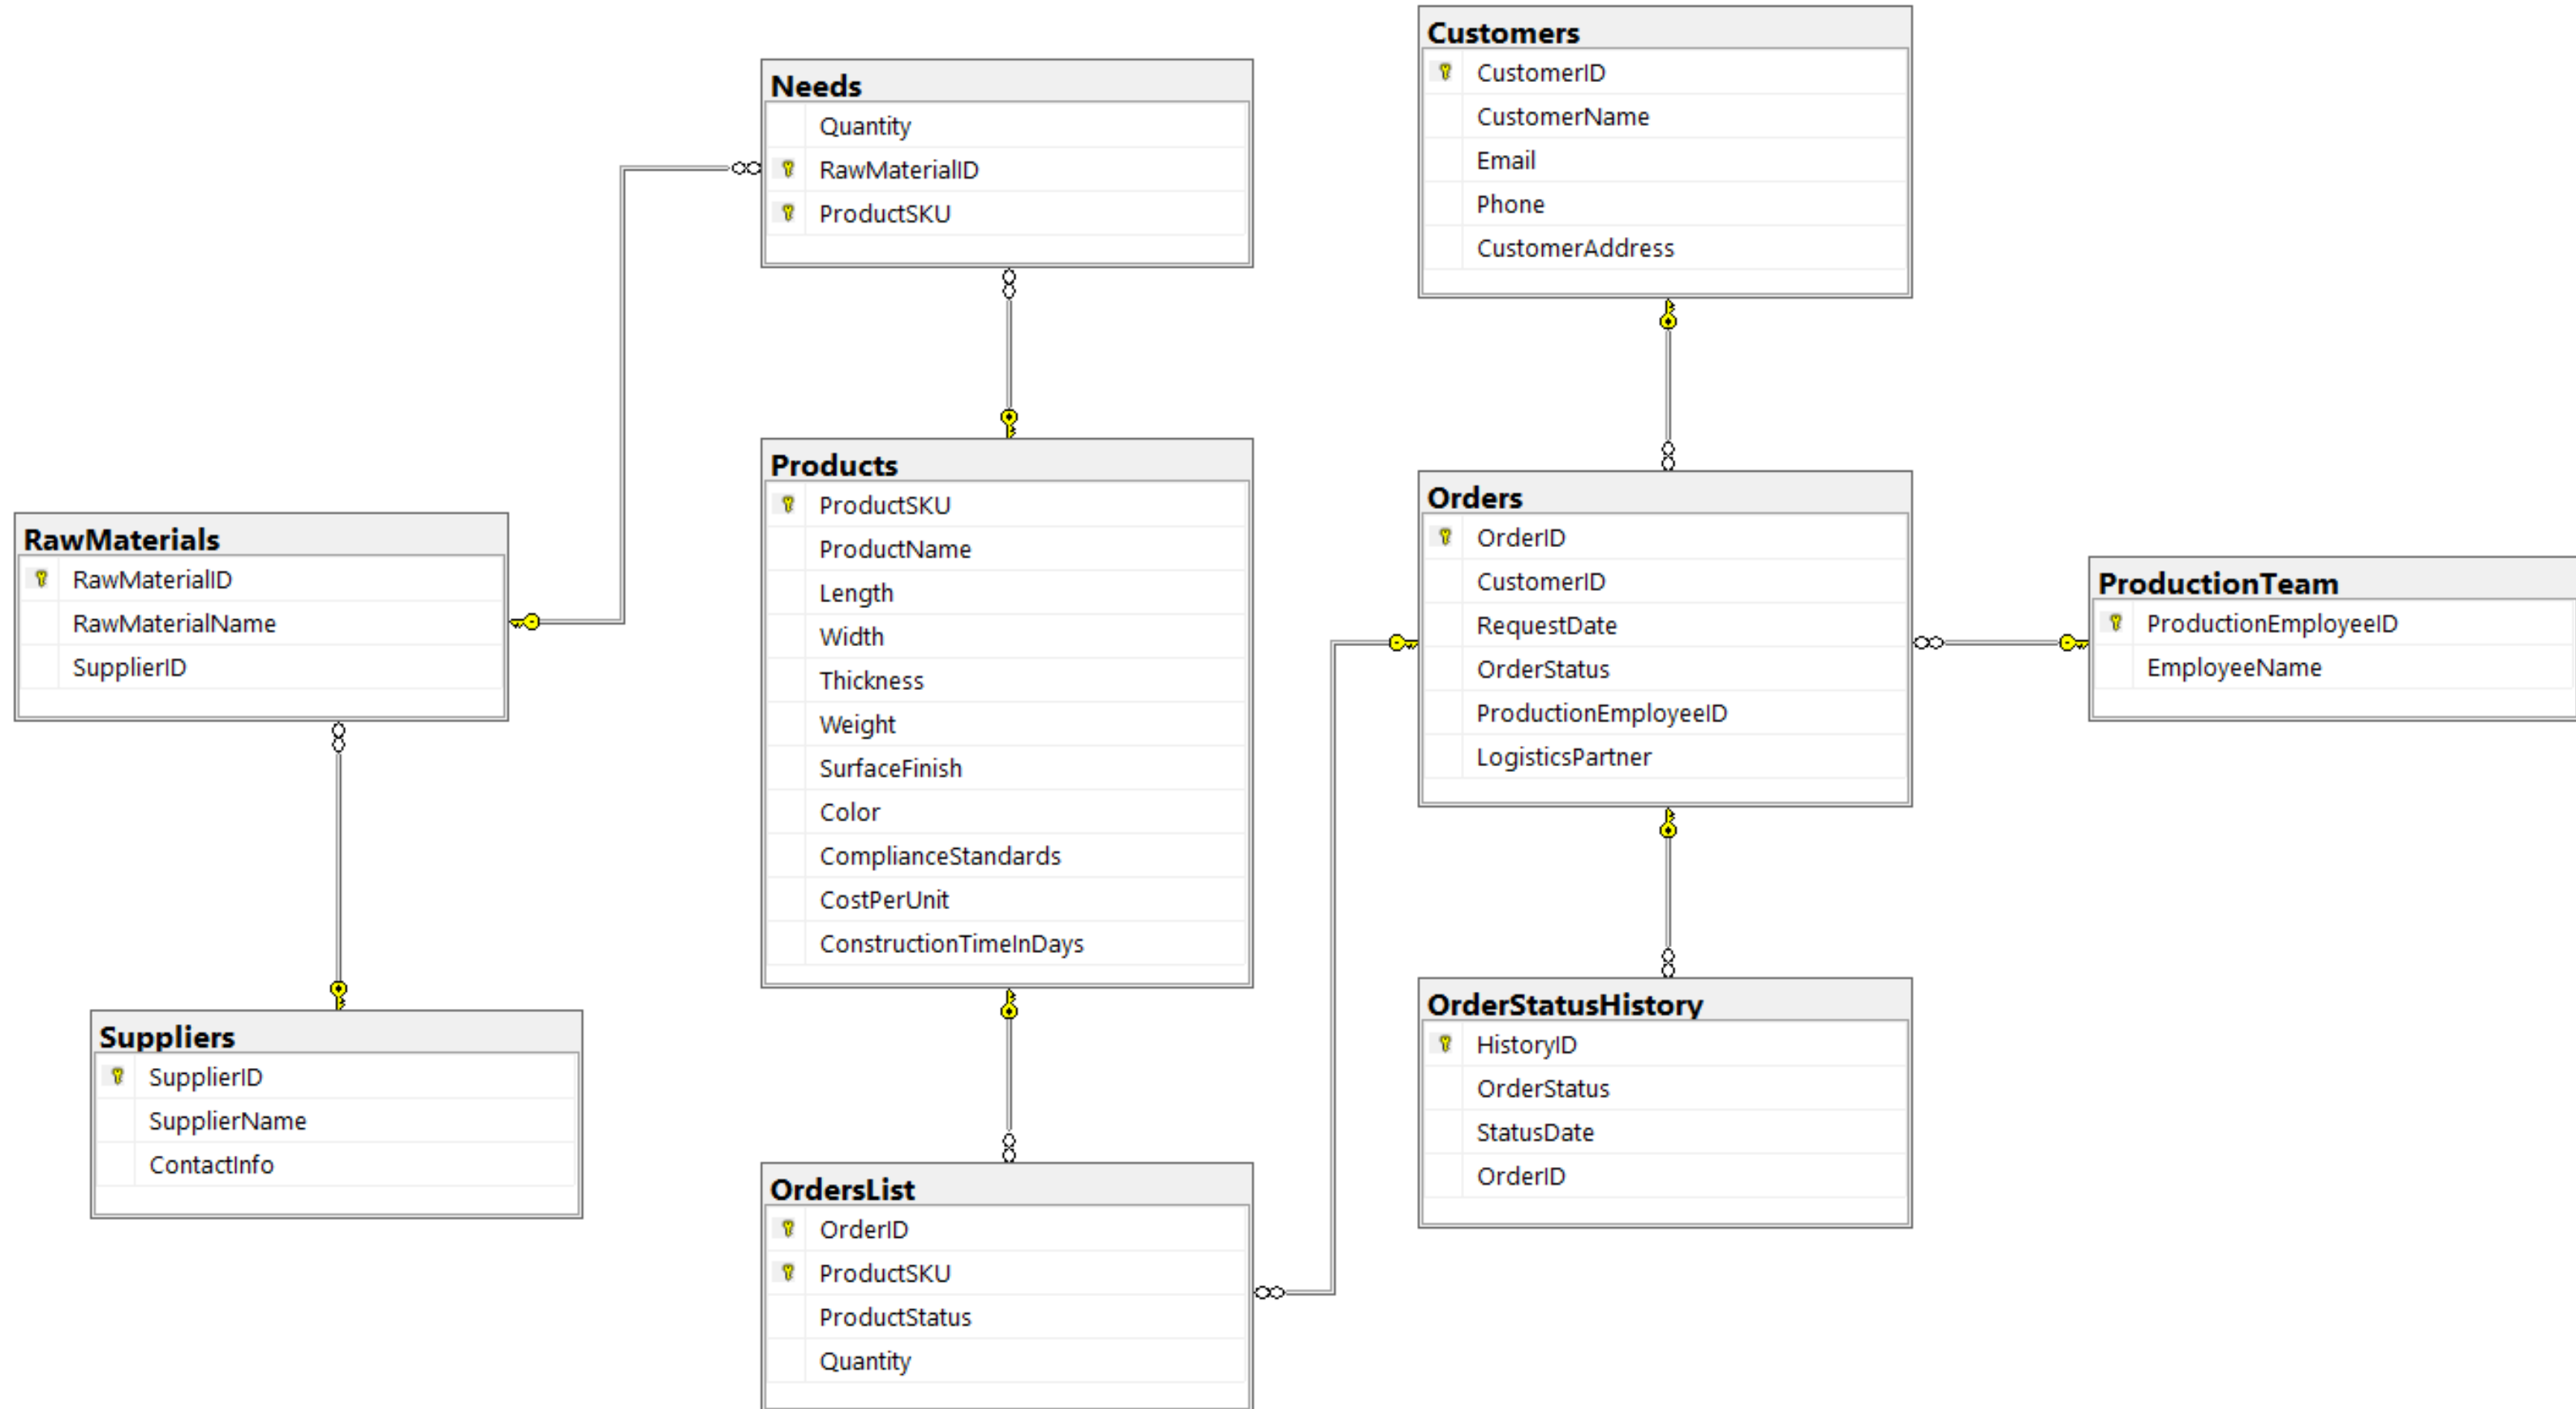 Needs
Quantity
RawMaterialID
ProductSKU
Customers
CustomerID
CustomerName
Email
Phone
CustomerAddress
RawMaterials
RawMaterialID
RawMaterialName
SupplierID
Products
ProductSKU
ProductName
Length
Width
Thickness
Weight
SurfaceFinish
Color
ComplianceStandards
CostPerUnit
ConstructionTimeInDays
Orders
OrderID
CustomerID
RequestDate
OrderStatus
ProductionEmployeeID
LogisticsPartner
ProductionTeam
ProductionEmployeeID
EmployeeName
Suppliers
SupplierID
SupplierName
ContactInfo
OrdersList
OrderID
ProductSKU
ProductStatus
Quantity
OrderStatusHistory
HistoryID
OrderStatus
StatusDate
OrderID